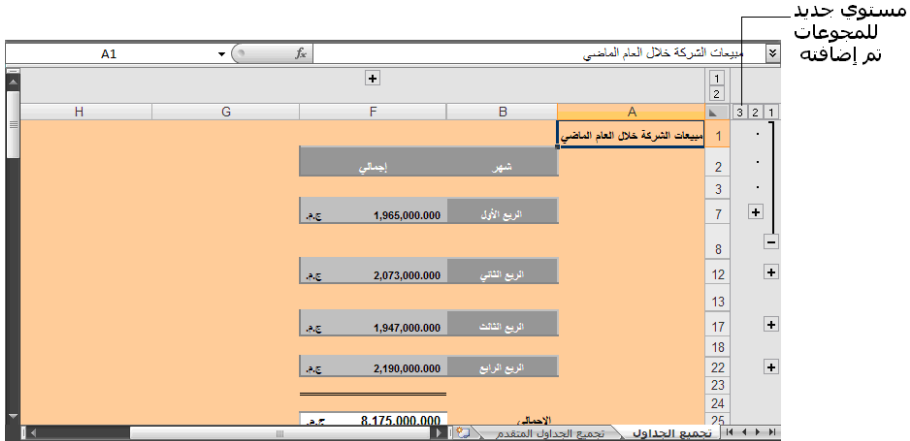 مستوي جديد
للمجوعات
تم إضافته
A1
fx
مبيعات الشركة خلال العام الماضي
1
2
1 2 3
A B F G H
1 مبيعات الشركة خلال العام الماضي
2 شهر إجمالي
3
7 الربع الأول 1,965,000.000 ج.م.
8
12 الربع الثاني 2,073,000.000 ج.م.
13
17 الربع الثالث 1,947,000.000 ج.م.
18
22 الربع الرابع 2,190,000.000 ج.م.
23
24
25 الاجمالي 8,175,000.000 ج.م.
تجميع الجداول تجميع الجداول المتقدم